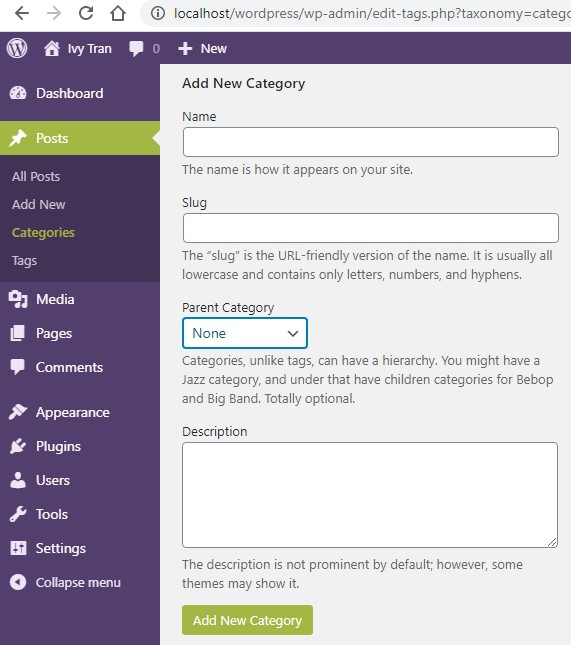 localhost/wordpress/wp-admin/edit-tags.php?taxonomy=catego
Ivy Tran 0 New
Dashboard
Posts
All Posts
Add New
Categories
Tags
Media
Pages
Comments
Appearance
Plugins
Users
Tools
Settings
Collapse menu
Add New Category
Name
The name is how it appears on your site.
Slug
The “slug” is the URL-friendly version of the name. It is usually all
lowercase and contains only letters, numbers, and hyphens.
Parent Category
None
Categories, unlike tags, can have a hierarchy. You might have a
Jazz category, and under that have children categories for Bebop
and Big Band. Totally optional.
Description
The description is not prominent by default; however, some
themes may show it.
Add New Category